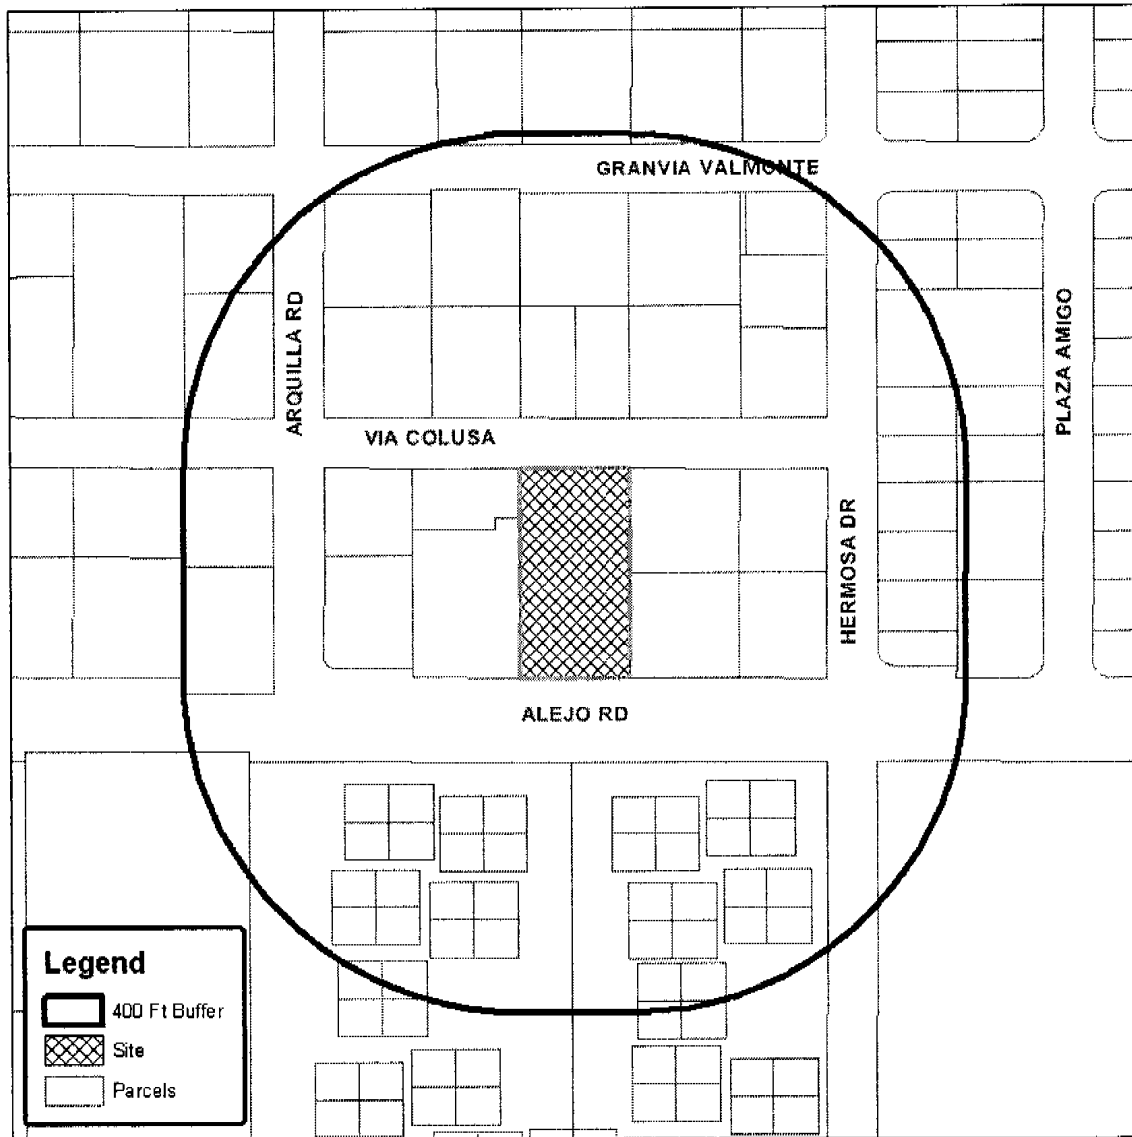 GRANVIA VALMONTE
ARQUILLA RD
PLAZA AMIGO
VIA COLUSA
HERMOSA DR
ALEJO RD
Legend
400 Ft Buffer
Site
Parcels